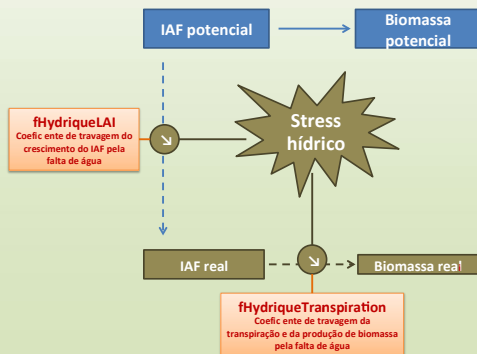 IAF potencial
Biomassa
potencial
fHydriqueLAI
Coefic ente de travagem do
crescimento do IAF pela
falta de água
Stress
hídrico
IAF real
Biomassa real
fHydriqueTranspiration
Coefic ente de travagem da
transpiração e da produção de biomassa
pela falta de água